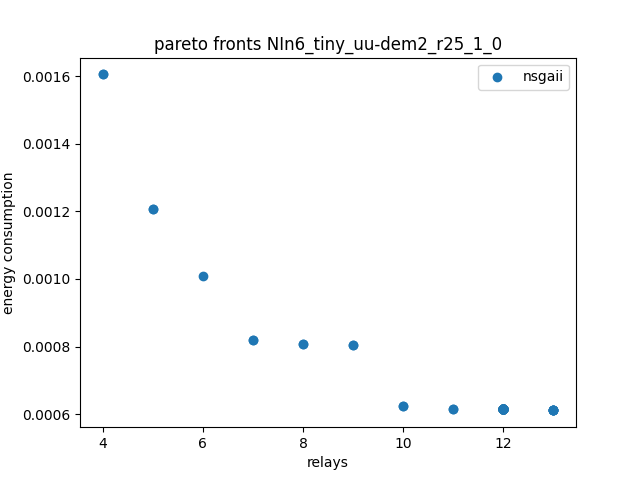 pareto fronts NIn6_tiny_uu-dem2_r25_1_0
nsgaii
0.0016
0.0014
0.0012
0.0010
0.0008
0.0006
energy consumption
4 6 8 10 12
relays